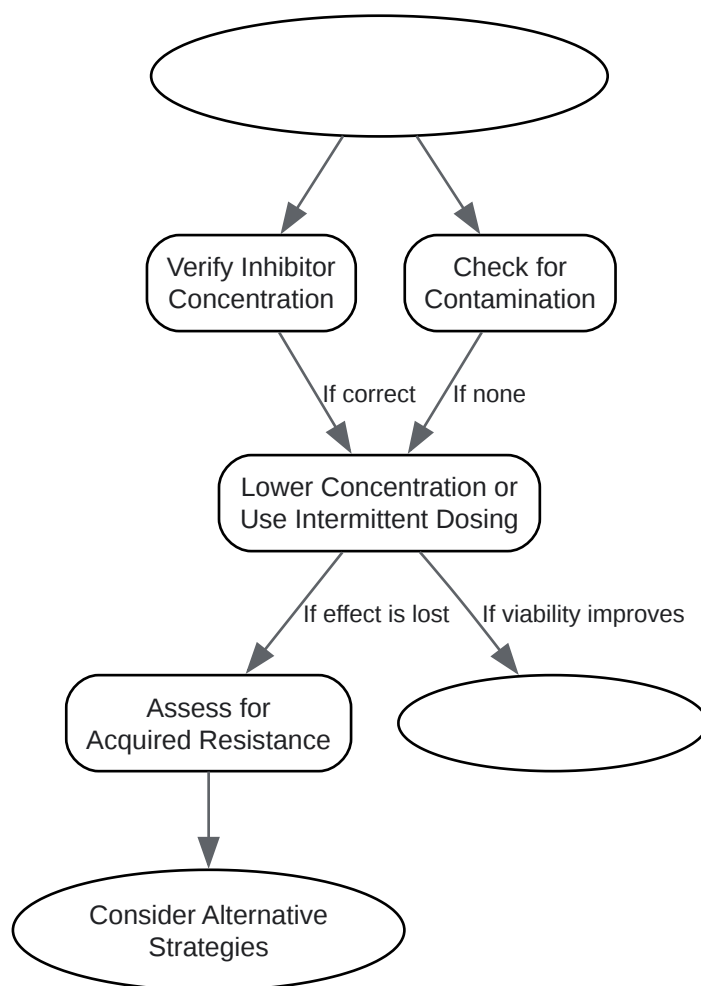 Verify Inhibitor
Concentration
Check for
Contamination
If correct
If none
Lower Concentration or
Use Intermittent Dosing
If effect is lost
If viability improves
Assess for
Acquired Resistance
Consider Alternative
Strategies